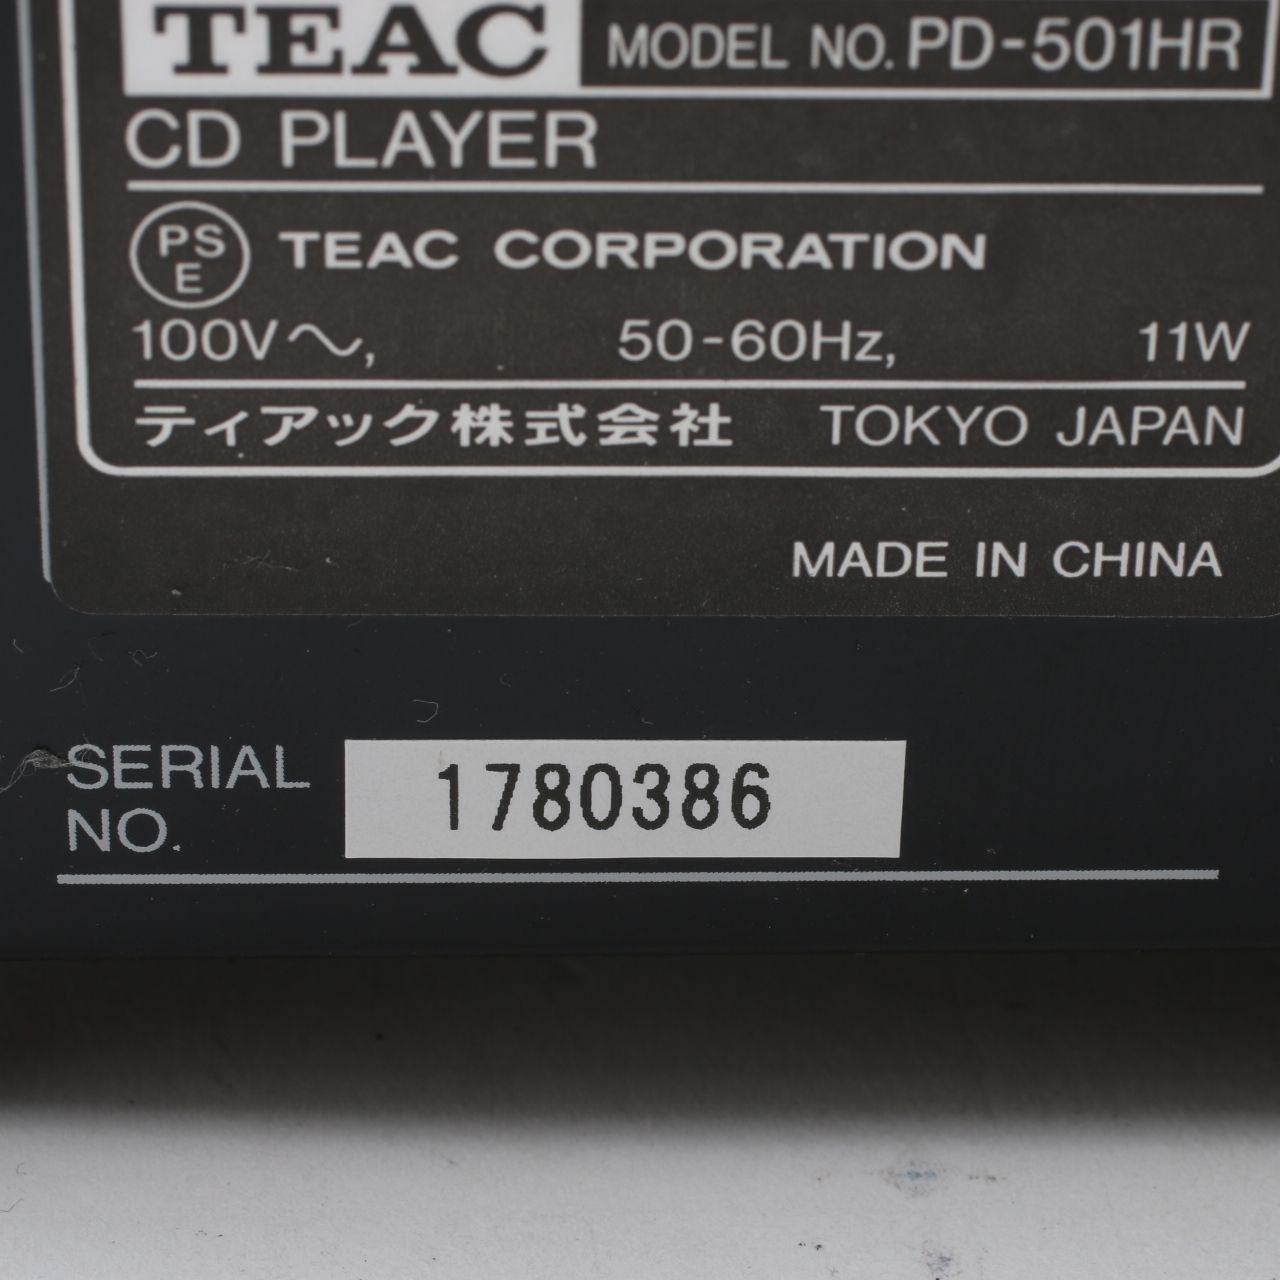 TEAC MODEL NO. PD-501HR
CD PLAYER
PSE TEAC CORPORATION
100V～, 50-60Hz, 11W
ティアック株式会社 TOKYO JAPAN
MADE IN CHINA
SERIAL NO. 1780386